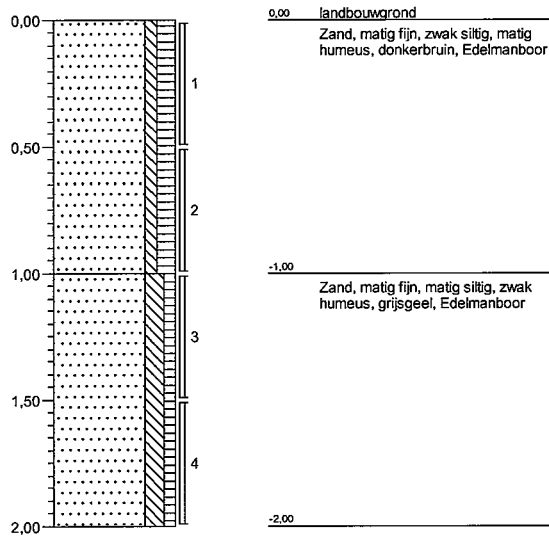 0,00
0,50
1,00
1,50
2,00
1
2
3
4
0,00 landbouwgrond
Zand, matig fijn, zwak siltig, matig
humeus, donkerbruin, Edelmanboor
-1,00
Zand, matig fijn, matig siltig, zwak
humeus, grijsgeel, Edelmanboor
-2,00